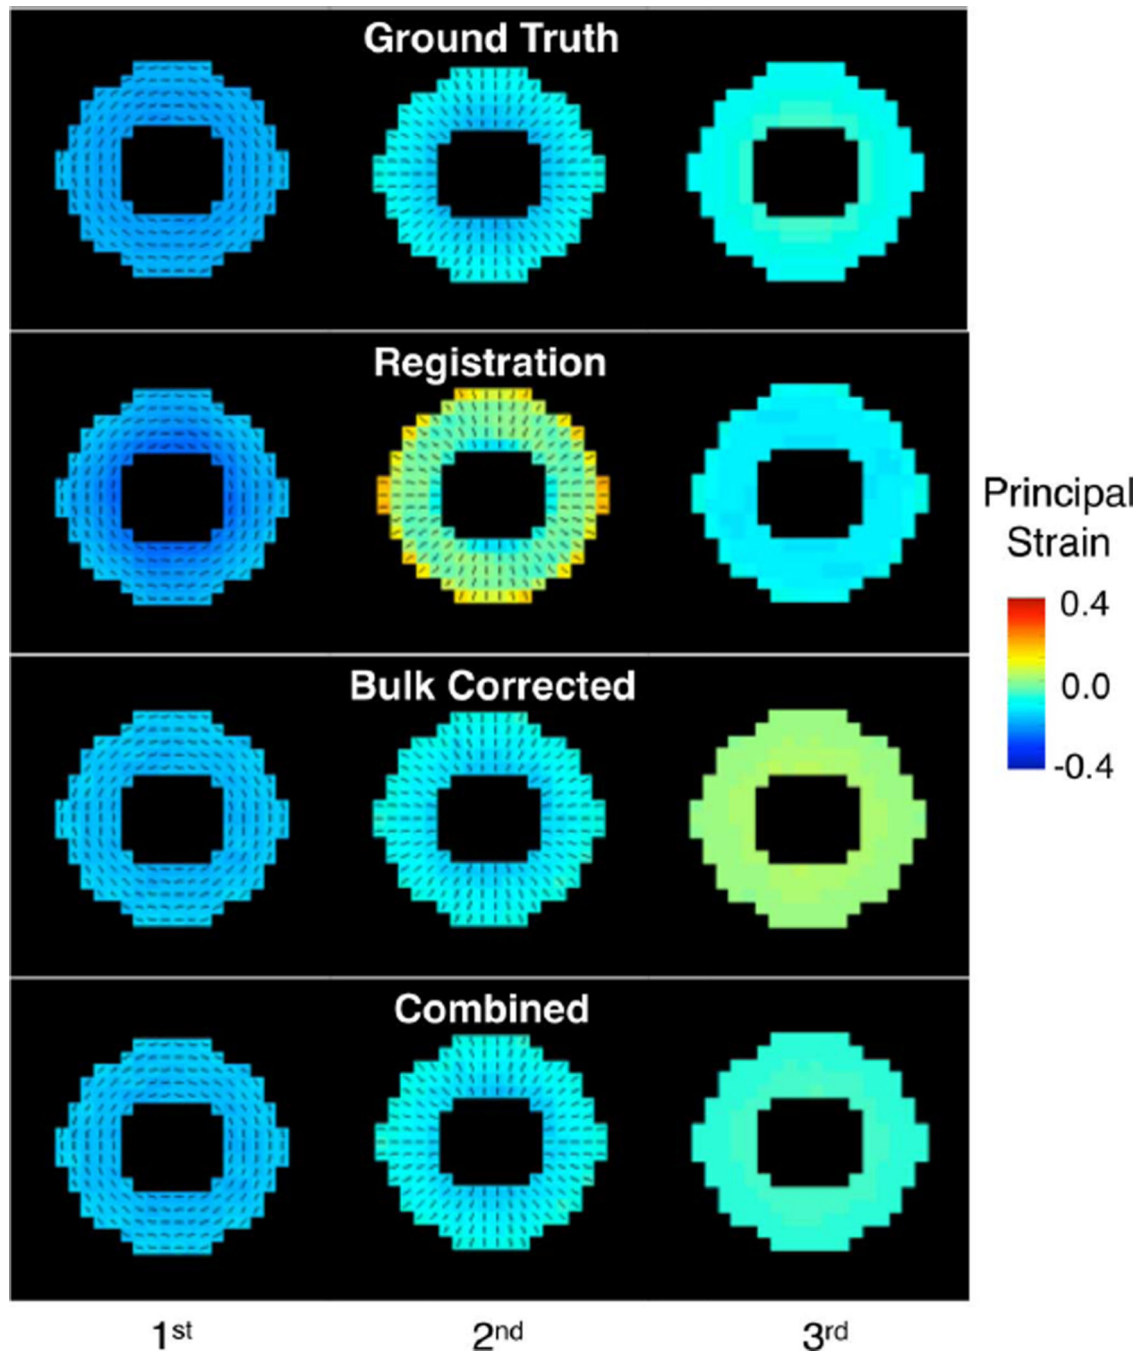 Ground Truth
Registration
Bulk Corrected
Combined
Principal
Strain
0.4
0.0
-0.4
1st
2nd
3rd